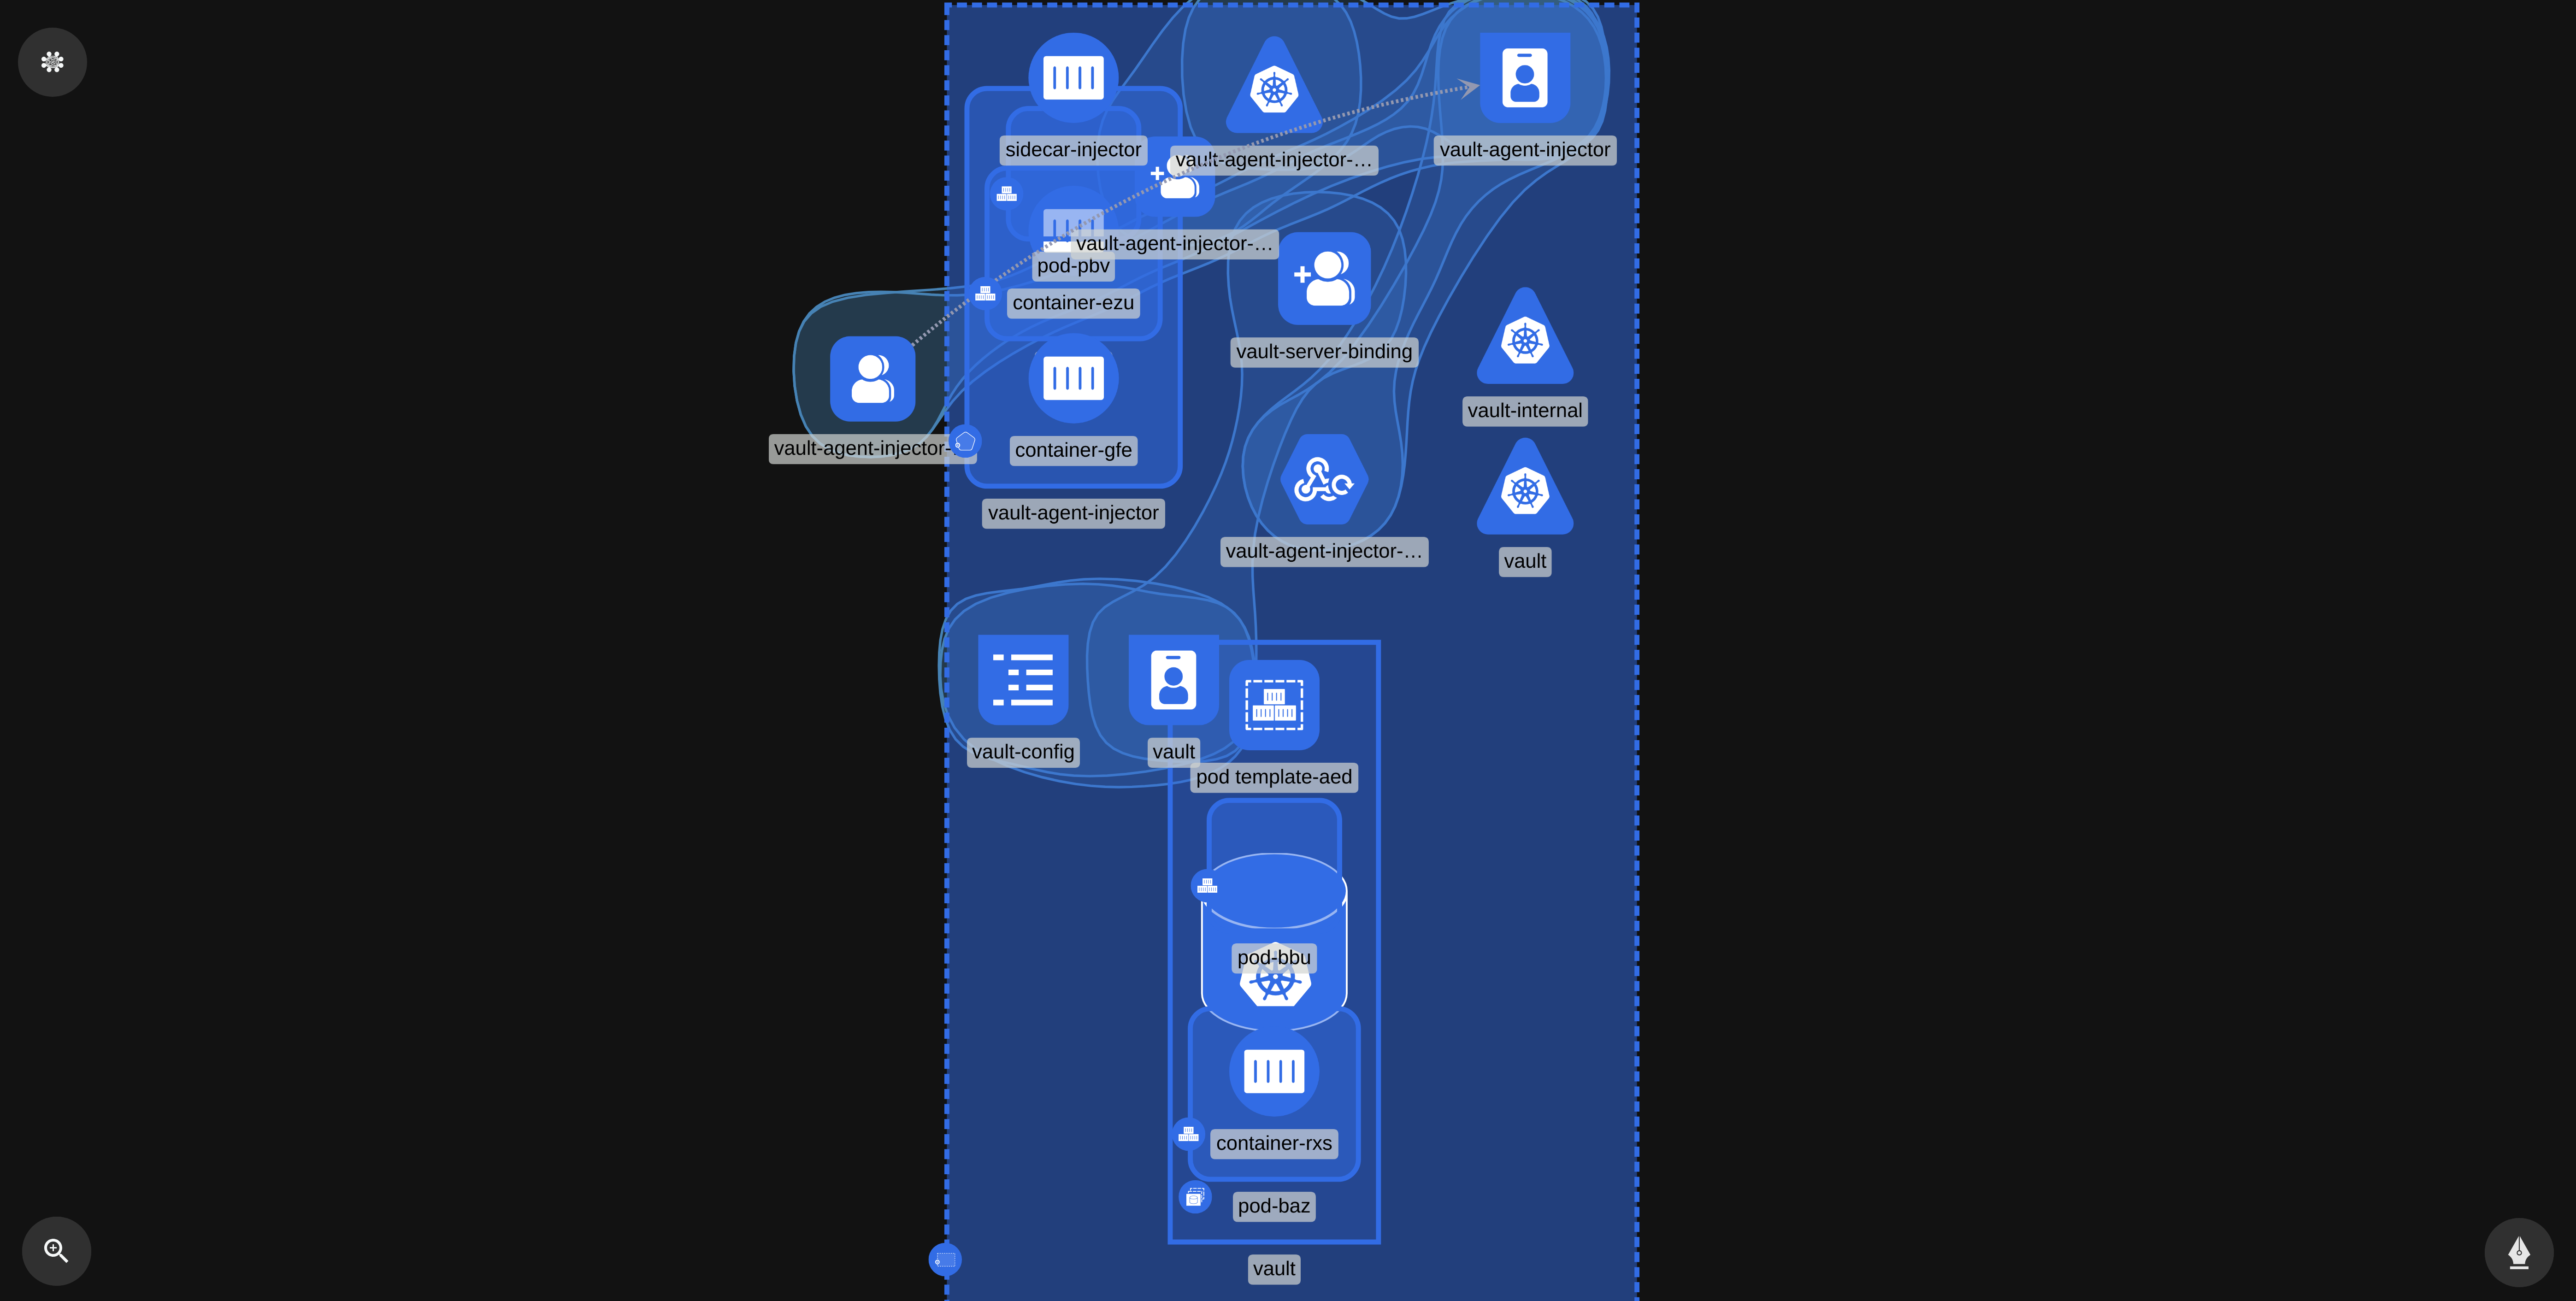 sidecar-injector
vault-agent-injector-…
vault-agent-injector
vault-agent-injector-…
pod-pbv
container-ezu
vault-server-binding
vault-internal
vault-agent-injector-
container-gfe
vault-agent-injector
vault-agent-injector-…
vault
vault-config
vault
pod template-aed
pod-bbu
container-rxs
pod-baz
vault